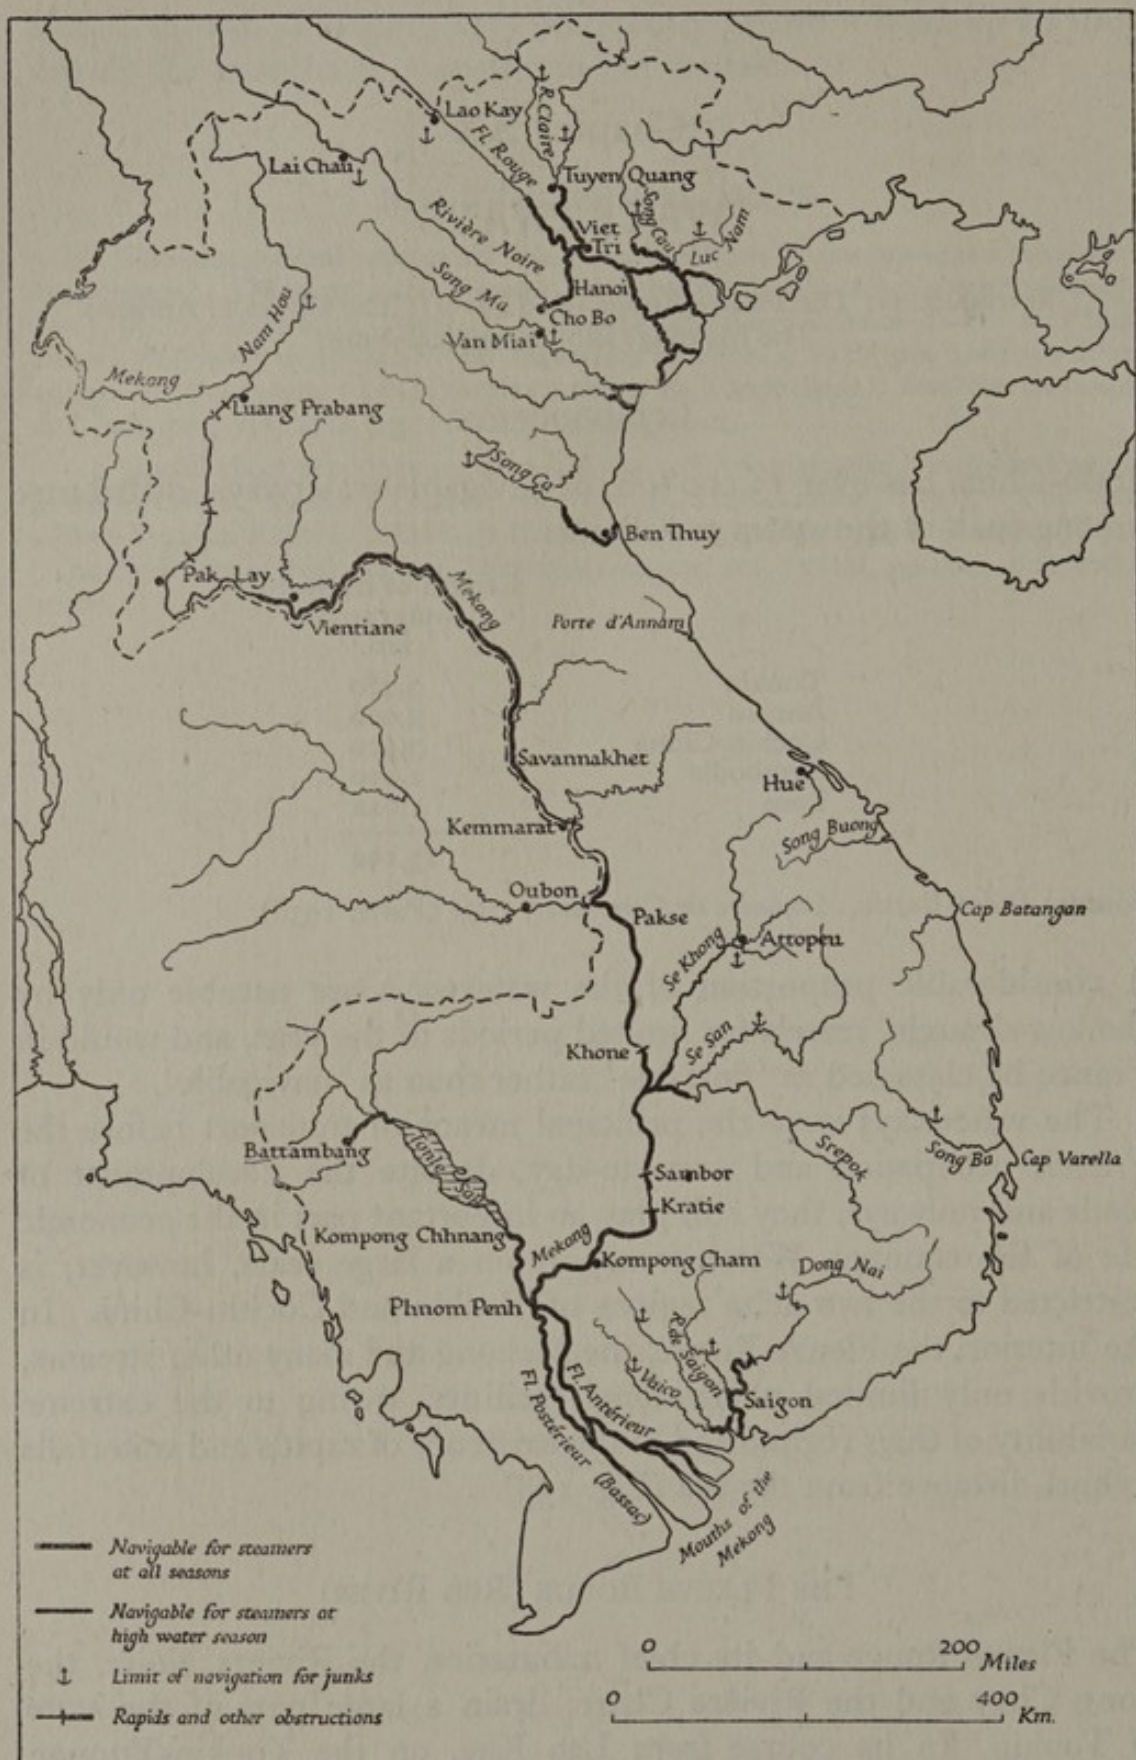 Lao Kay
R. Claire
Fl. Rouge
Lai Chau
Tuyen Quang
Song Cau
Luc Nam
Viet
Tri
Rivière Noire
Song Ma
Hanoi
Cho Bo
Van Miai
Nam Hou
Mekong
Luang Prabang
Song Ca
Ben Thuy
Pak Lay
Mekong
Vientiane
Porte d'Annam
Savannakhet
Hue
Kemmarat
Song Buong
Oubon
Pakse
Cap Batangan
Se Khong
Attopeu
Se San
Khone
Battambang
Tonle Sap
Srepok
Song Ba
Cap Varella
Sambor
Kratie
Kompong Chhnang
Mekong
Kompong Cham
Dong Nai
Phnom Penh
R. de Saigon
Vaico
Saigon
Fl. Antérieur
Fl. Postérieur (Bassac)
Mouths of the
Mekong
Navigable for steamers
at all seasons
Navigable for steamers at
high water season
Limit of navigation for junks
Rapids and other obstructions
0 200 Miles
0 400 Km.